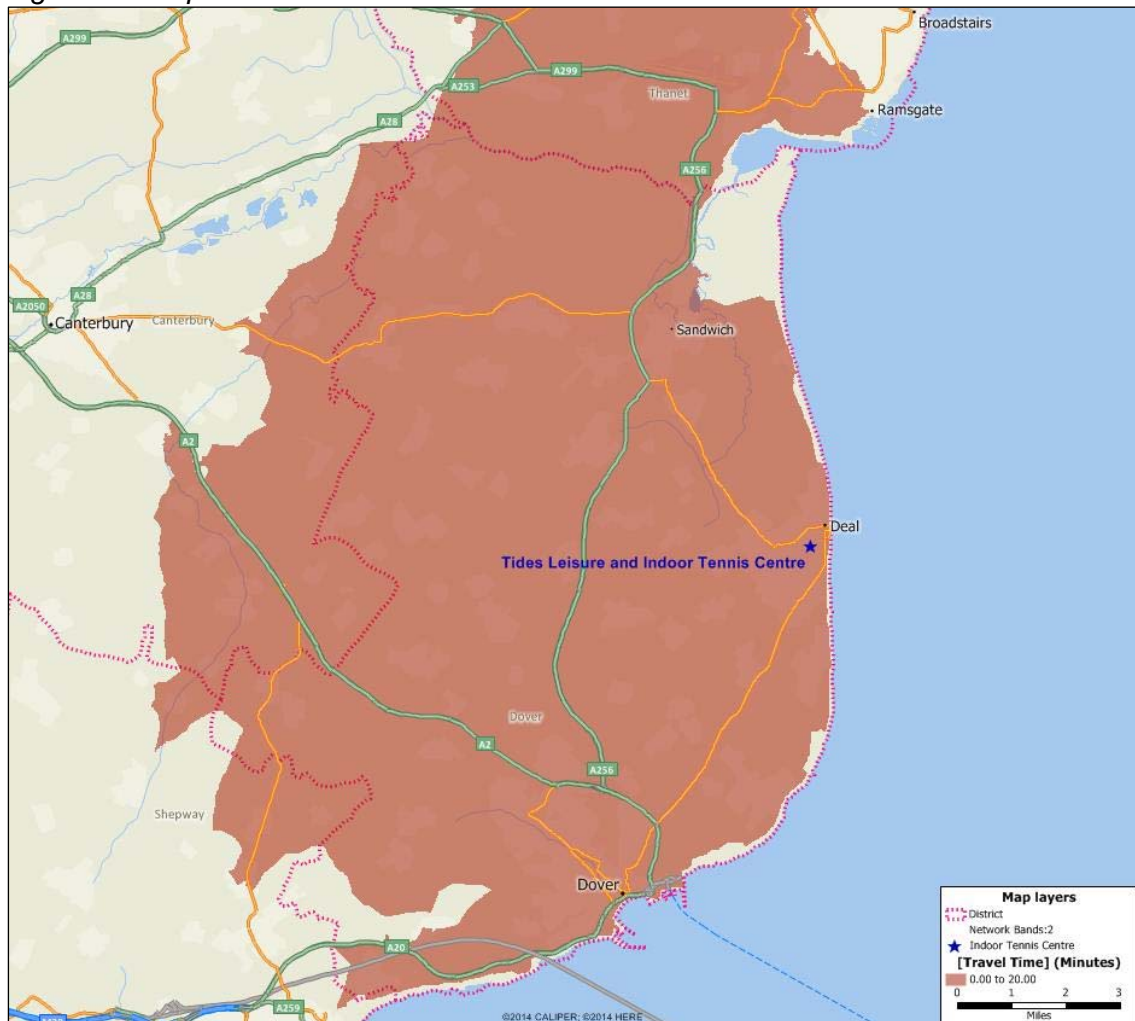 Broadstairs
A299
A299
A253
Thanet
Ramsgate
A28
A256
A28
A2050
Canterbury
Canterbury
Sandwich
A2
Deal
Tides Leisure and Indoor Tennis Centre
Dover
A2
A256
Shepway
Dover
A20
A259
Map layers
District
Network Bands:2
Indoor Tennis Centre
[Travel Time] (Minutes)
0.00 to 20.00
0 1 2 3
Miles
©2014 CALIPER; ©2014 HERE